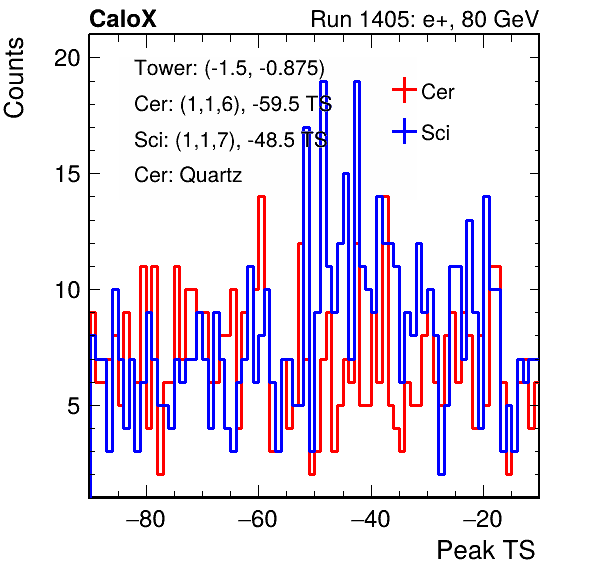 CaloX Run 1405: e+, 80 GeV
Counts
20
15
10
5
Tower: (-1.5, -0.875)
Cer: (1,1,6), -59.5 TS
Sci: (1,1,7), -48.5 TS
Cer: Quartz
Cer
Sci
−80 −60 −40 −20
Peak TS